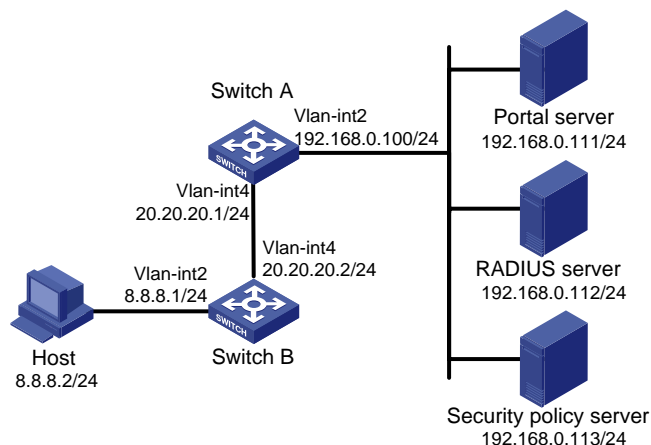 Switch A
Vlan-int2
192.168.0.100/24
SWITCH
Vlan-int4
20.20.20.1/24
Vlan-int4
20.20.20.2/24
Vlan-int2
8.8.8.1/24
SWITCH
Switch B
Host
8.8.8.2/24
Portal server
192.168.0.111/24
RADIUS server
192.168.0.112/24
Security policy server
192.168.0.113/24